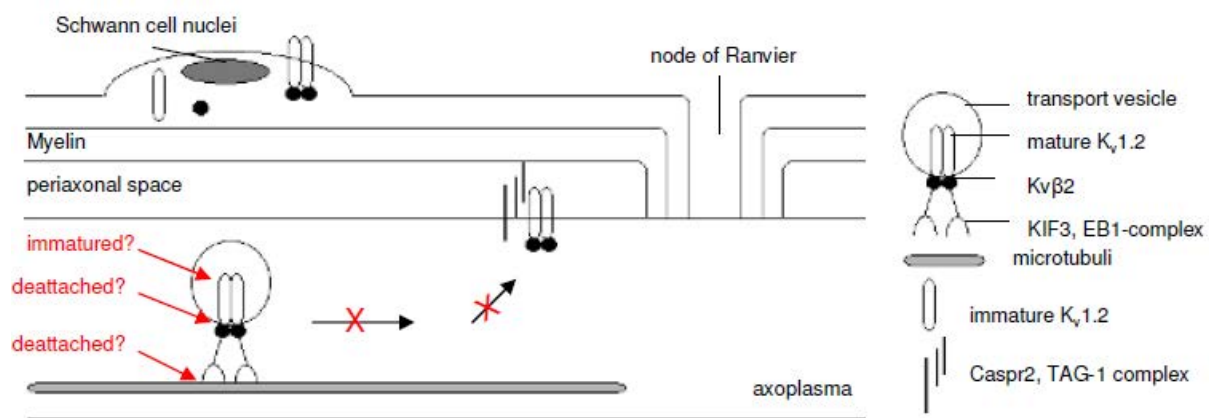 Schwann cell nuclei
node of Ranvier
transport vesicle
Myelin
mature Kv1.2
periaxonal space
Kvβ2
immatured?
KIF3, EB1-complex
microtubuli
deattached?
immature Kv1.2
deattached?
Caspr2, TAG-1 complex
axoplasma